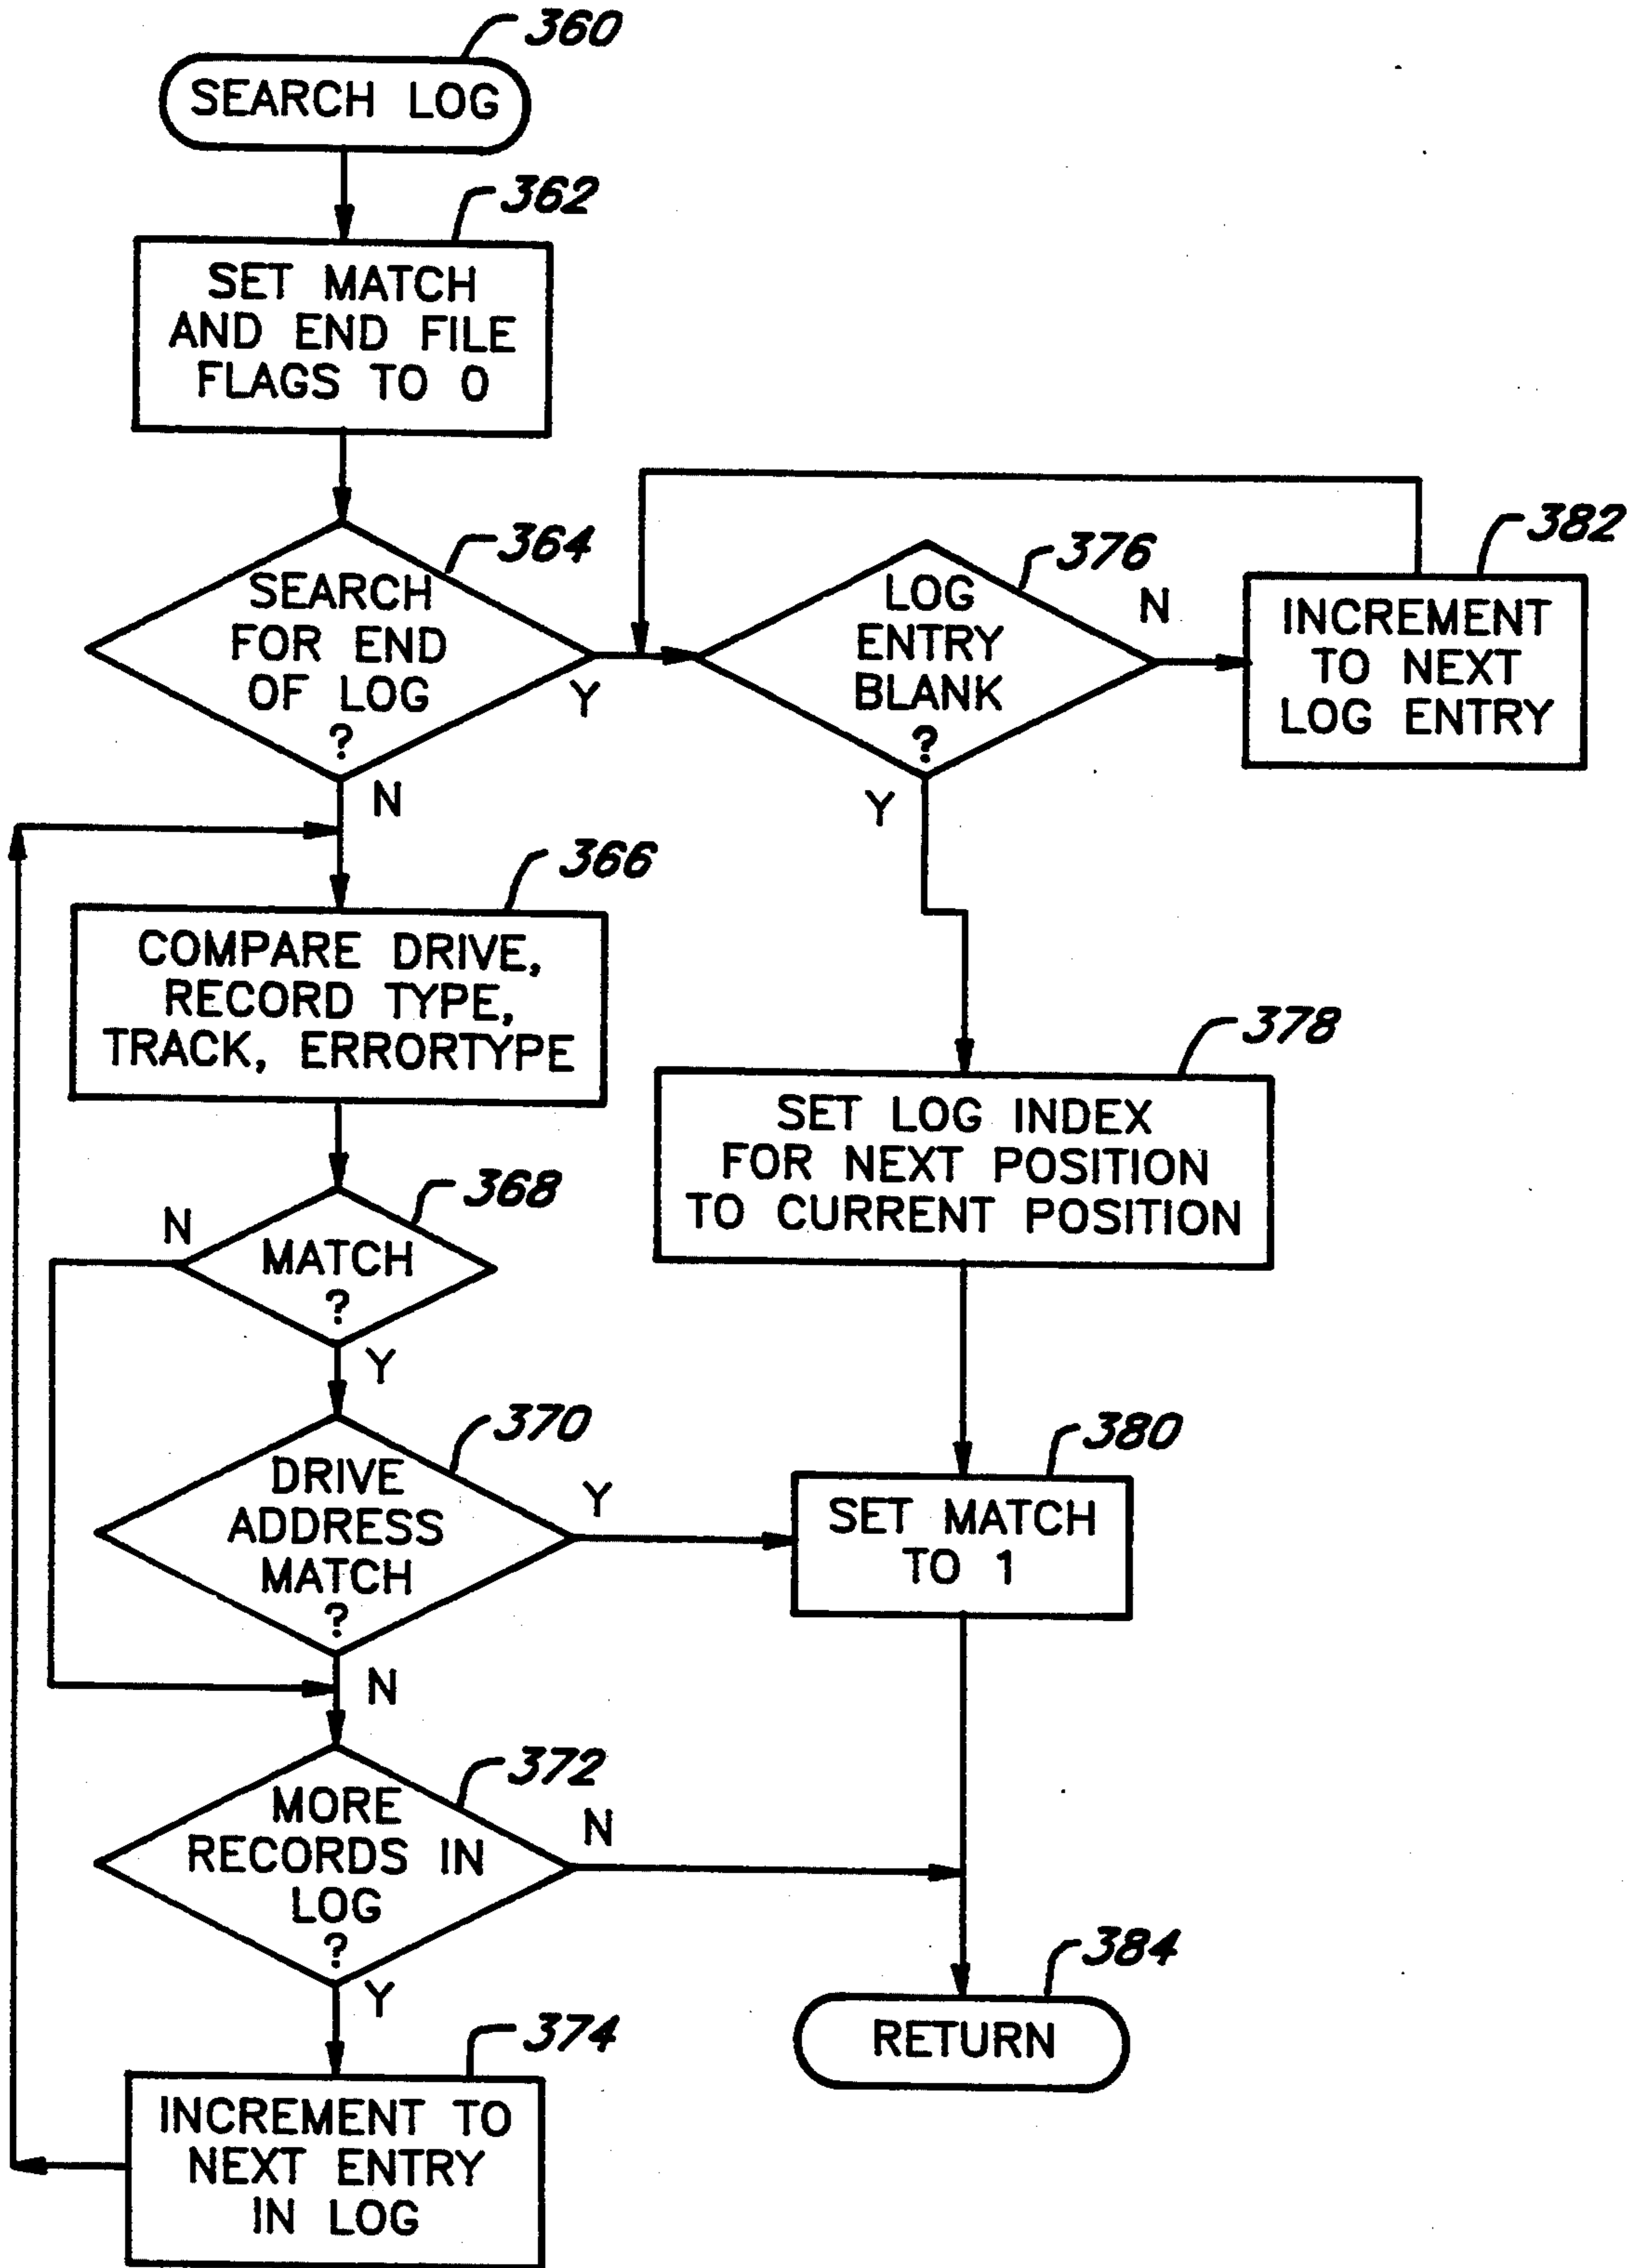 360
SEARCH LOG
362
SET MATCH
AND END FILE
FLAGS TO 0
364
SEARCH
FOR END
OF LOG
?
Y
N
376
LOG
ENTRY
BLANK
?
N
Y
382
INCREMENT
TO NEXT
LOG ENTRY
366
COMPARE DRIVE,
RECORD TYPE,
TRACK, ERRORTYPE
378
SET LOG INDEX
FOR NEXT POSITION
TO CURRENT POSITION
368
N
MATCH
?
Y
370
DRIVE
ADDRESS
MATCH
?
Y
N
380
SET MATCH
TO 1
372
MORE
RECORDS IN
LOG
?
N
Y
384
RETURN
374
INCREMENT TO
NEXT ENTRY
IN LOG